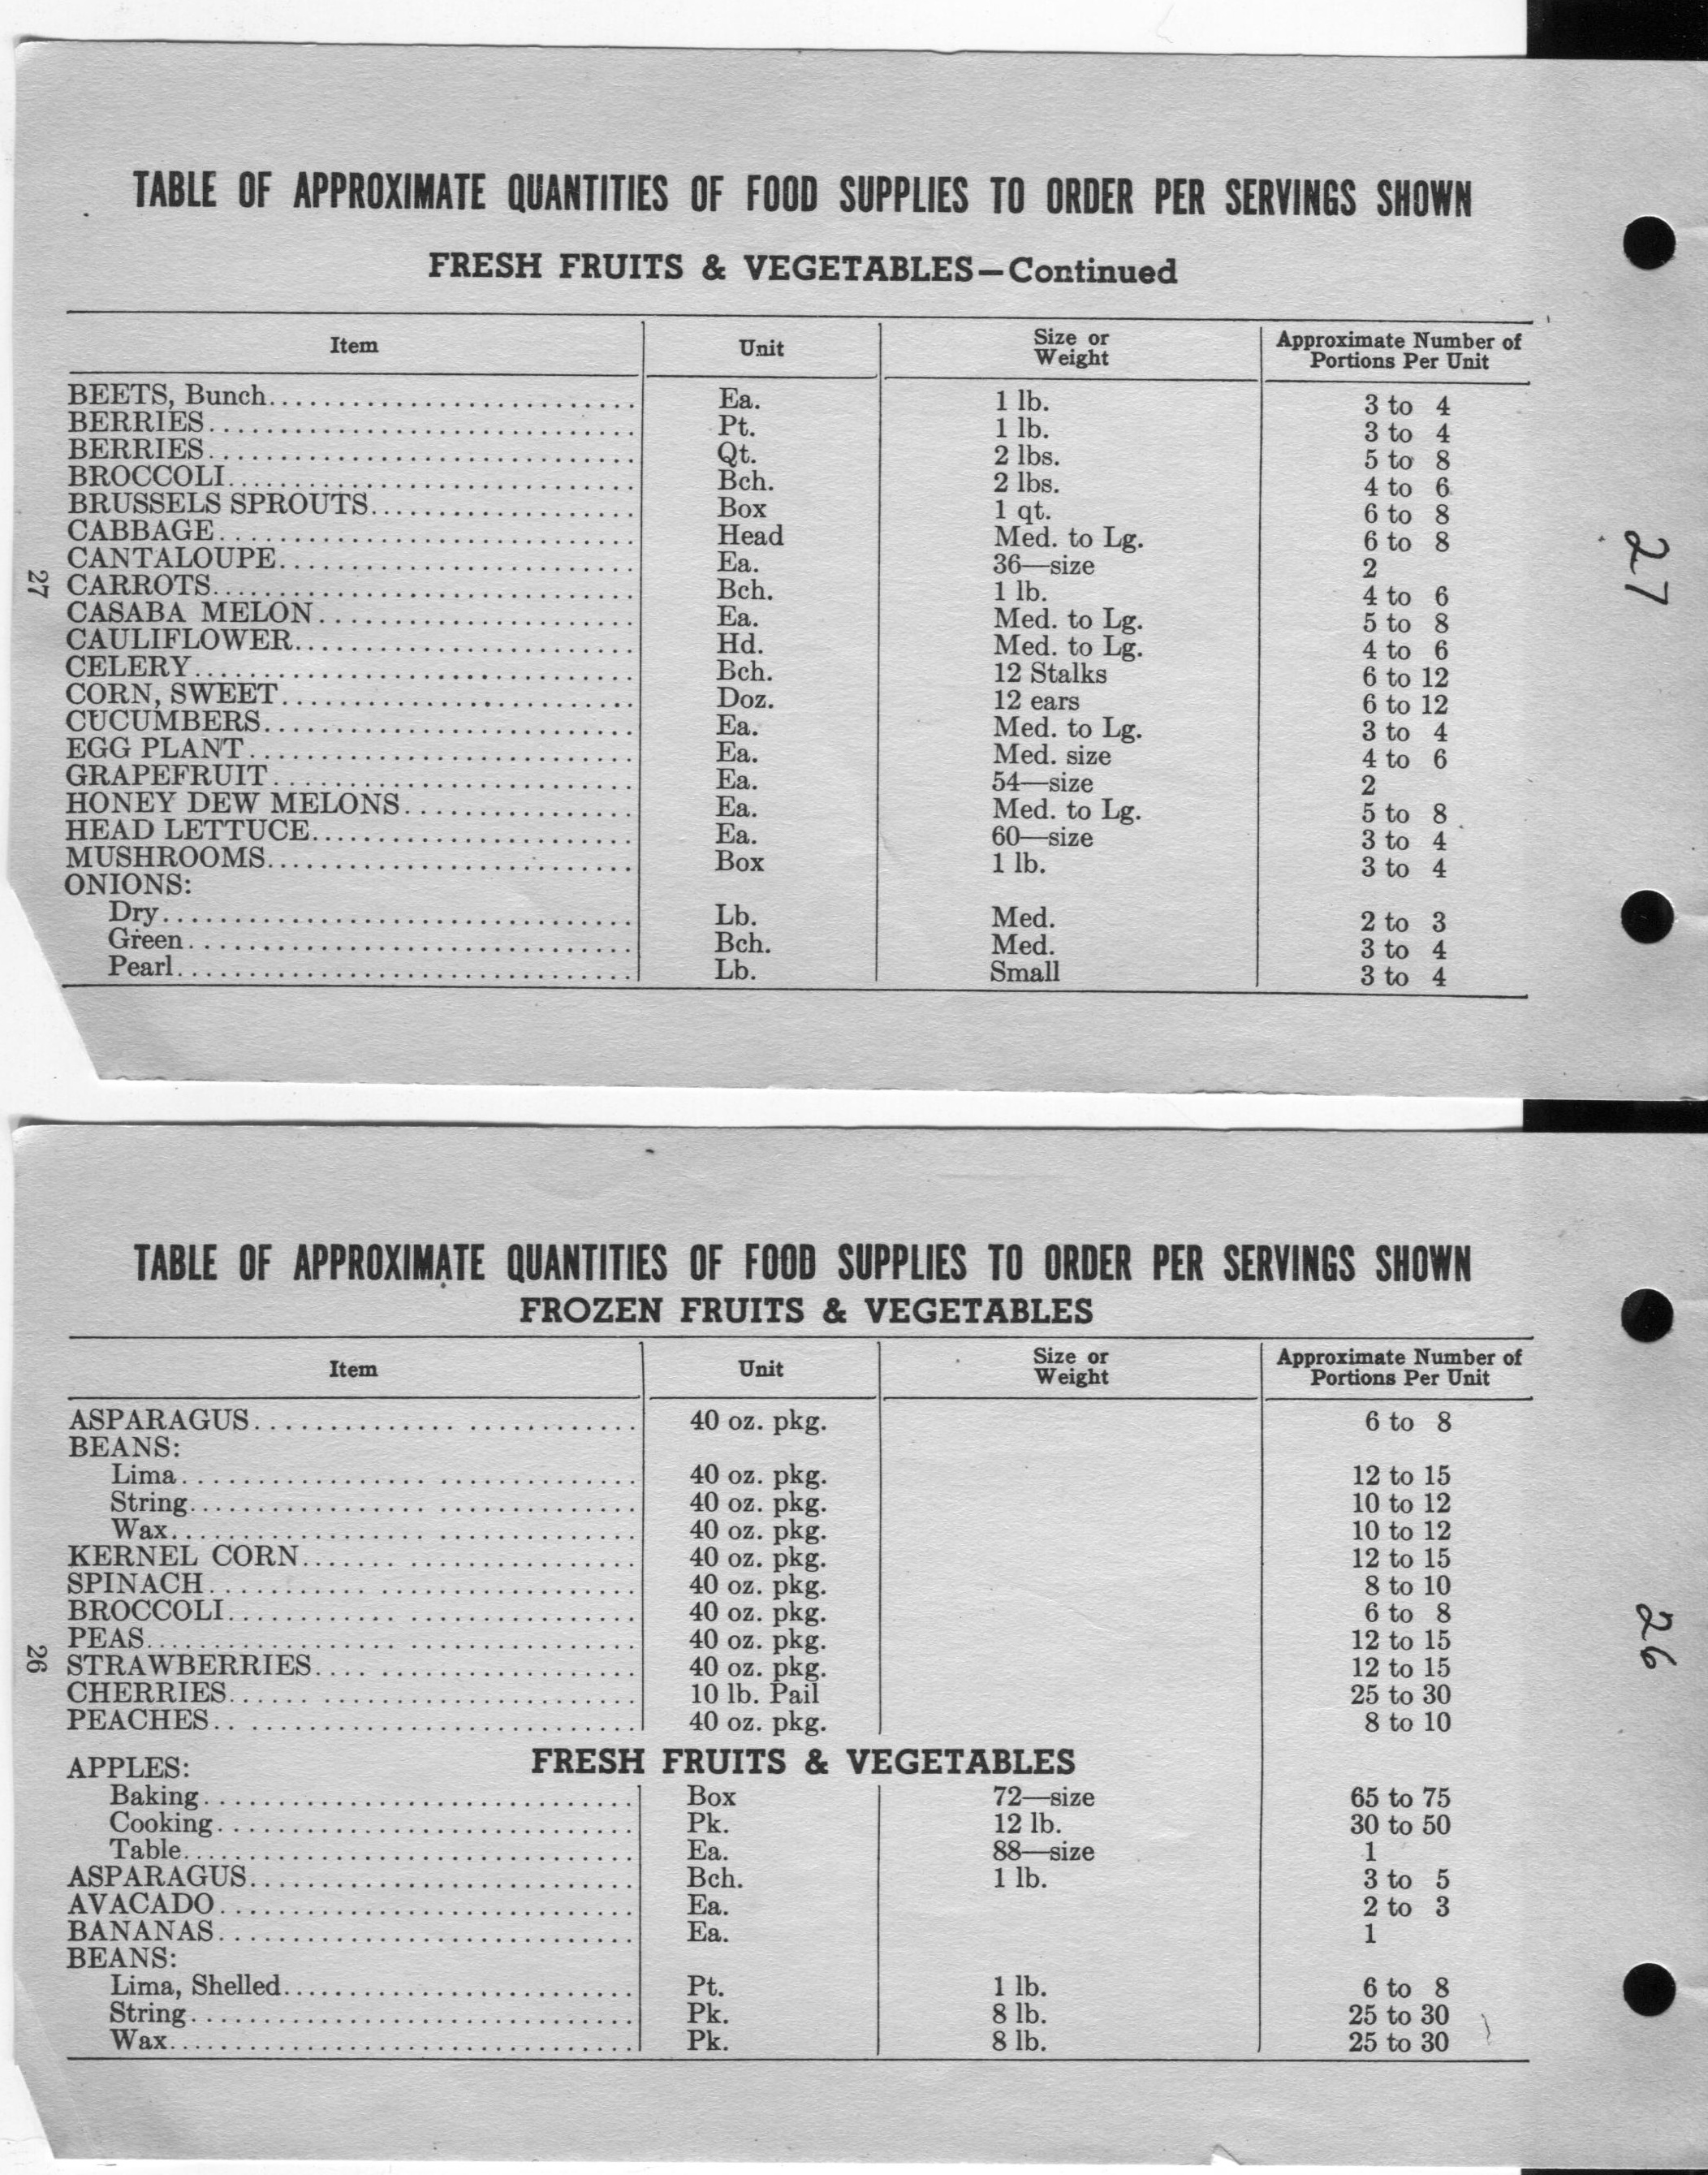 TABLE OF APPROXIMATE QUANTITIES OF FOOD SUPPLIES TO ORDER PER SERVINGS SHOWN
FRESH FRUITS & VEGETABLES—Continued
Item Unit Size or Weight Approximate Number of Portions Per Unit
BEETS, Bunch Ea. 1 lb. 3 to 4
BERRIES Pt. 1 lb. 3 to 4
BERRIES Qt. 2 lbs. 5 to 8
BROCCOLI Bch. 2 lbs. 4 to 6
BRUSSELS SPROUTS Box 1 qt. 6 to 8
CABBAGE Head Med. to Lg. 6 to 8
CANTALOUPE Ea. 36—size 2
CARROTS Bch. 1 lb. 4 to 6
CASABA MELON Ea. Med. to Lg. 5 to 8
CAULIFLOWER Hd. Med. to Lg. 4 to 6
CELERY Bch. 12 Stalks 6 to 12
CORN, SWEET Doz. 12 ears 6 to 12
CUCUMBERS Ea. Med. to Lg. 3 to 4
EGG PLANT Ea. Med. size 4 to 6
GRAPEFRUIT Ea. 54—size 2
HONEY DEW MELONS Ea. Med. to Lg. 5 to 8
HEAD LETTUCE Ea. 60—size 3 to 4
MUSHROOMS Box 1 lb. 3 to 4
ONIONS:
Dry Lb. Med. 2 to 3
Green Bch. Med. 3 to 4
Pearl Lb. Small 3 to 4
27
27
TABLE OF APPROXIMATE QUANTITIES OF FOOD SUPPLIES TO ORDER PER SERVINGS SHOWN
FROZEN FRUITS & VEGETABLES
Item Unit Size or Weight Approximate Number of Portions Per Unit
ASPARAGUS 40 oz. pkg. 6 to 8
BEANS:
Lima 40 oz. pkg. 12 to 15
String 40 oz. pkg. 10 to 12
Wax 40 oz. pkg. 10 to 12
KERNEL CORN 40 oz. pkg. 12 to 15
SPINACH 40 oz. pkg. 8 to 10
BROCCOLI 40 oz. pkg. 6 to 8
PEAS 40 oz. pkg. 12 to 15
STRAWBERRIES 40 oz. pkg. 12 to 15
CHERRIES 10 lb. Pail 25 to 30
PEACHES 40 oz. pkg. 8 to 10
FRESH FRUITS & VEGETABLES
APPLES:
Baking Box 72—size 65 to 75
Cooking Pk. 12 lb. 30 to 50
Table Ea. 88—size 1
ASPARAGUS Bch. 1 lb. 3 to 5
AVACADO Ea. 2 to 3
BANANAS Ea. 1
BEANS:
Lima, Shelled Pt. 1 lb. 6 to 8
String Pk. 8 lb. 25 to 30
Wax Pk. 8 lb. 25 to 30
26
26